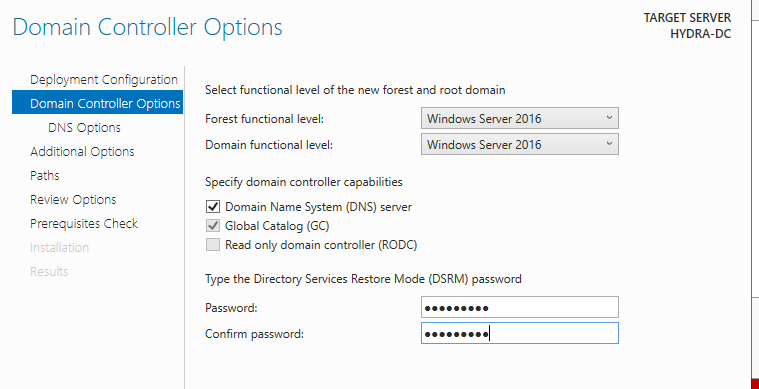 Domain Controller Options
TARGET SERVER
HYDRA-DC
Deployment Configuration
Domain Controller Options
DNS Options
Additional Options
Paths
Review Options
Prerequisites Check
Installation
Results
Select functional level of the new forest and root domain
Forest functional level: Windows Server 2016
Domain functional level: Windows Server 2016
Specify domain controller capabilities
Domain Name System (DNS) server
Global Catalog (GC)
Read only domain controller (RODC)
Type the Directory Services Restore Mode (DSRM) password
Password: ●●●●●●●●●
Confirm password: ●●●●●●●●●